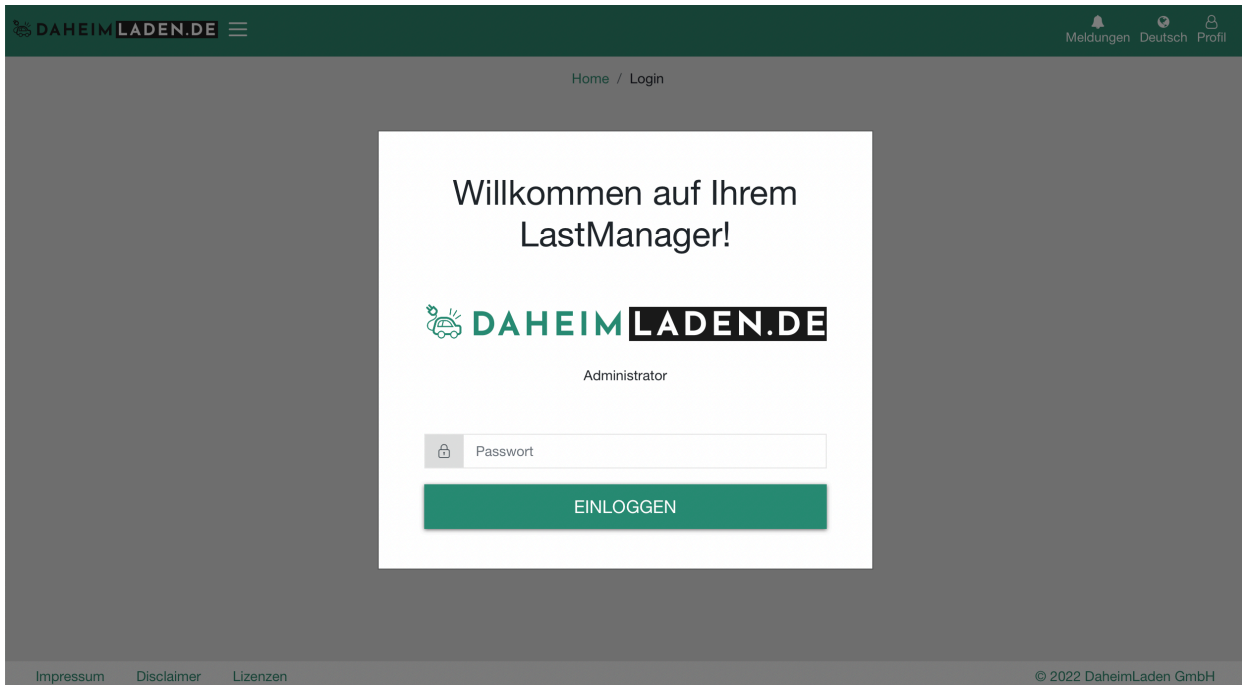 DAHEIMLADEN.DE
Meldungen Deutsch Profil
Home / Login
Willkommen auf Ihrem
LastManager!
DAHEIMLADEN.DE
Administrator
Passwort
EINLOGGEN
Impressum Disclaimer Lizenzen © 2022 DaheimLaden GmbH